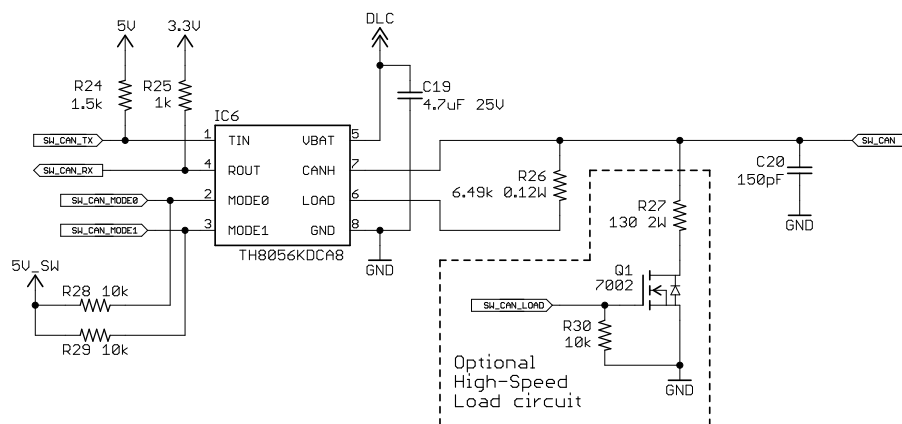 DLC
5V
3.3V
R24
1.5k
R25
1k
C19
4.7uF 25V
IC6
SW_CAN_TX
1
TIN
VBAT
5
SW_CAN
SW_CAN_RX
4
ROUT
CANH
7
R26
6.49k 0.12W
C20
150pF
SW_CAN_MODE0
2
MODE0
LOAD
6
R27
130 2W
SW_CAN_MODE1
3
MODE1
GND
8
TH8056KDCA8
GND
GND
5V_SW
R28 10k
Q1
7002
SW_CAN_LOAD
R30
10k
R29 10k
Optional
High-Speed
Load circuit
GND